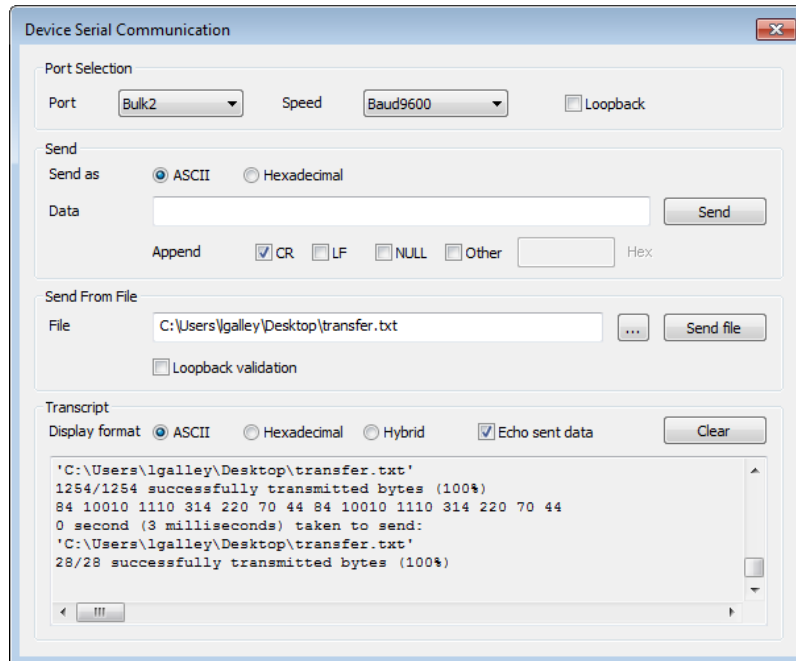 Device Serial Communication
Port Selection
Port Bulk2 Speed Baud9600 Loopback
Send
Send as ASCII Hexadecimal
Data Send
Append CR LF NULL Other Hex
Send From File
File C:\Users\lgalley\Desktop\transfer.txt ... Send file
Loopback validation
Transcript
Display format ASCII Hexadecimal Hybrid Echo sent data Clear
'C:\Users\lgalley\Desktop\transfer.txt'
1254/1254 successfully transmitted bytes (100%)
84 10010 1110 314 220 70 44 84 10010 1110 314 220 70 44
0 second (3 milliseconds) taken to send:
'C:\Users\lgalley\Desktop\transfer.txt'
28/28 successfully transmitted bytes (100%)